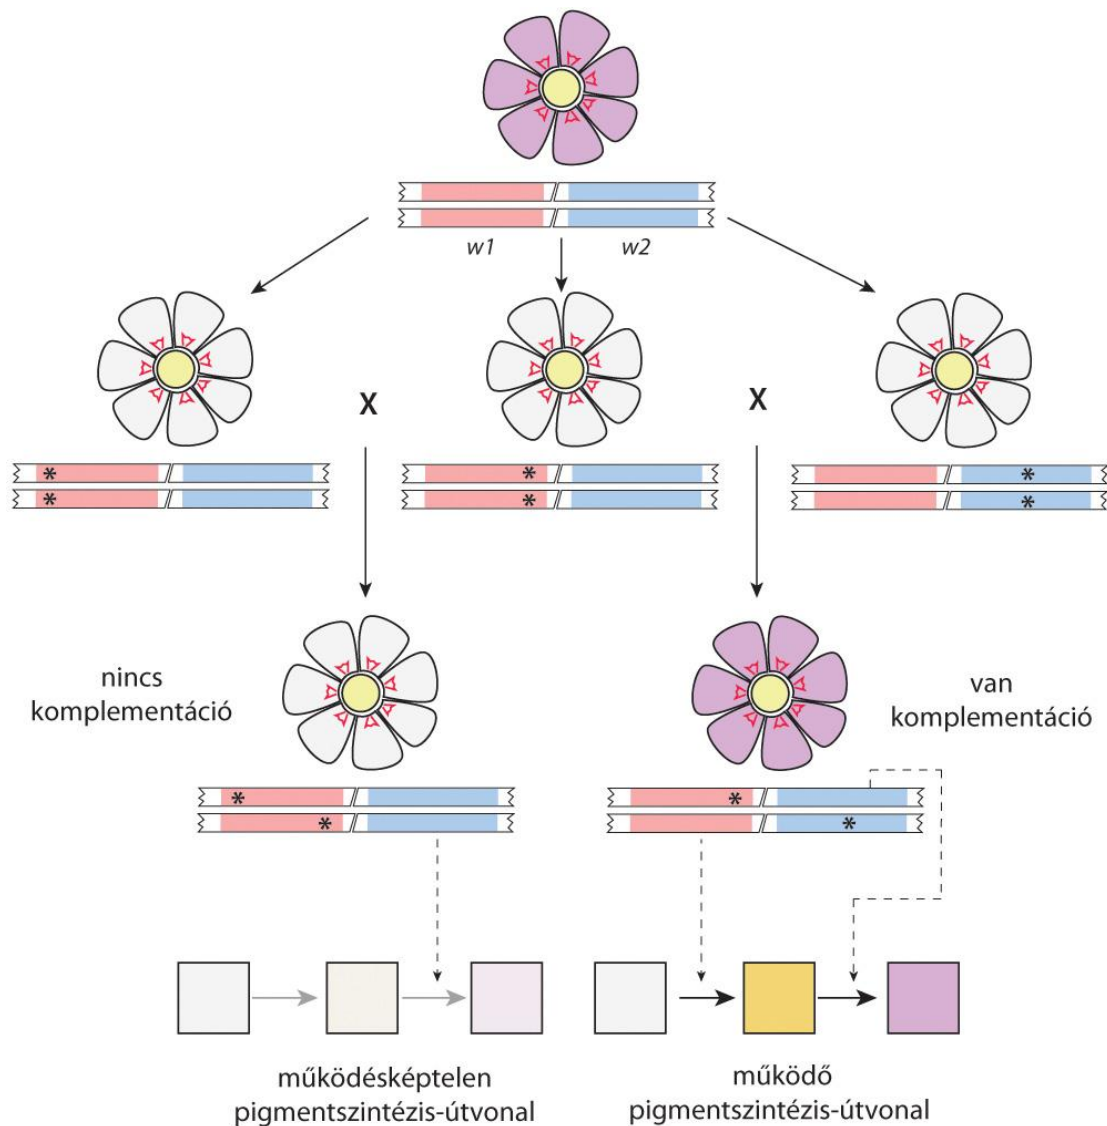 w1 w2
X X
nincs
komplementáció
van
komplementáció
működésképtelen
pigmentszintézis-útvonal
működő
pigmentszintézis-útvonal